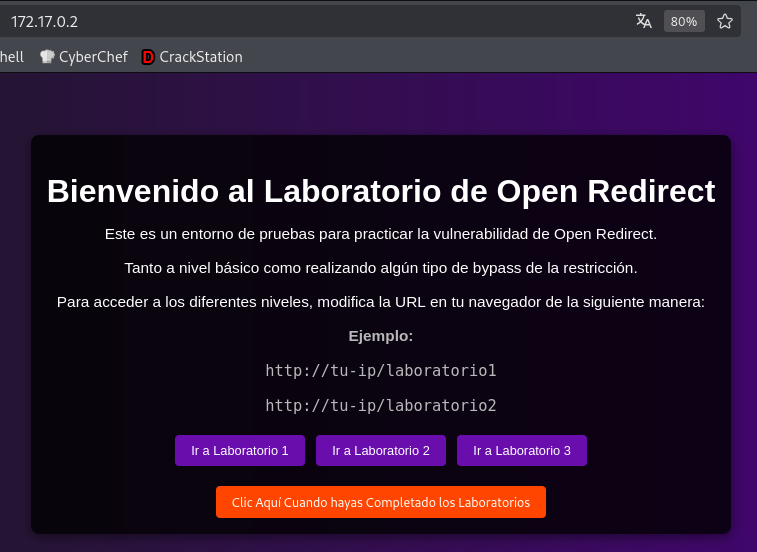 172.17.0.2
80%
hell CyberChef CrackStation
Bienvenido al Laboratorio de Open Redirect
Este es un entorno de pruebas para practicar la vulnerabilidad de Open Redirect.
Tanto a nivel básico como realizando algún tipo de bypass de la restricción.
Para acceder a los diferentes niveles, modifica la URL en tu navegador de la siguiente manera:
Ejemplo:
http://tu-ip/laboratorio1
http://tu-ip/laboratorio2
Ir a Laboratorio 1 Ir a Laboratorio 2 Ir a Laboratorio 3
Clic Aquí Cuando hayas Completado los Laboratorios